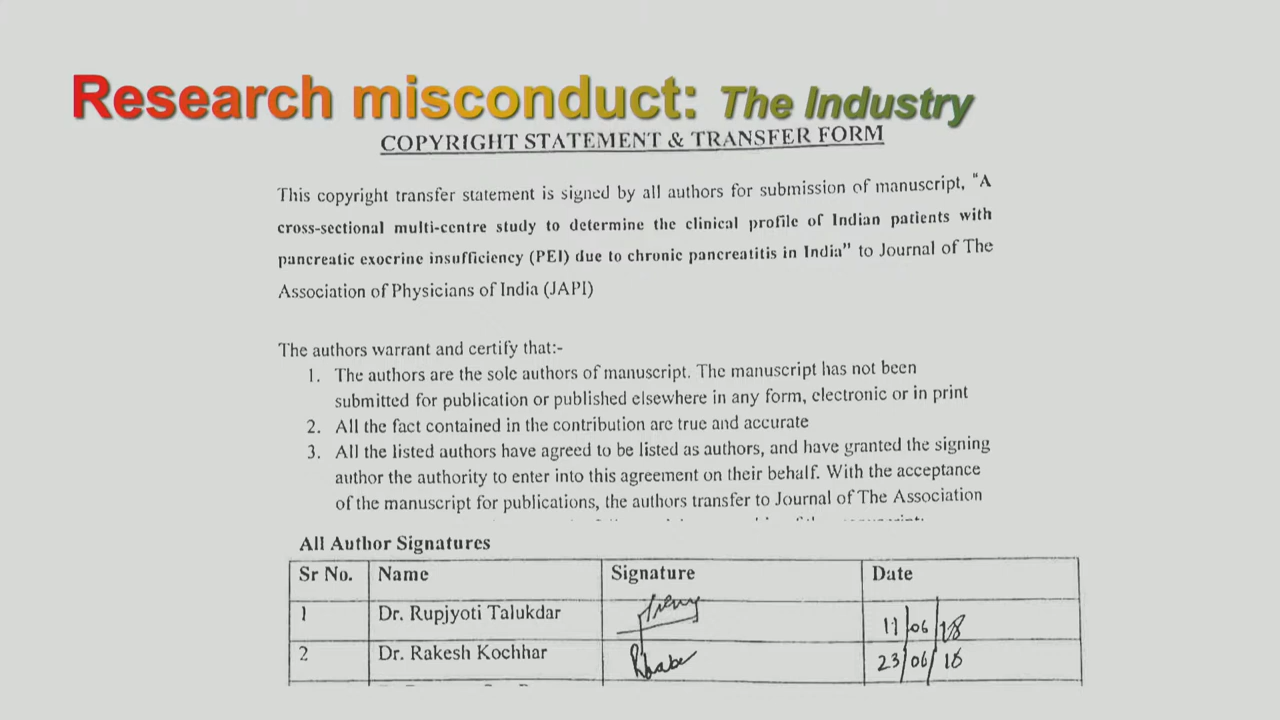 Research misconduct: The Industry
COPYRIGHT STATEMENT & TRANSFER FORM
This copyright transfer statement is signed by all authors for submission of manuscript, "A
cross-sectional multi-centre study to determine the clinical profile of Indian patients with
pancreatic exocrine insufficiency (PEI) due to chronic pancreatitis in India" to Journal of The
Association of Physicians of India (JAPI)
The authors warrant and certify that:-
1. The authors are the sole authors of manuscript. The manuscript has not been
submitted for publication or published elsewhere in any form, electronic or in print
2. All the fact contained in the contribution are true and accurate
3. All the listed authors have agreed to be listed as authors, and have granted the signing
author the authority to enter into this agreement on their behalf. With the acceptance
of the manuscript for publications, the authors transfer to Journal of The Association
All Author Signatures
Sr No. Name Signature Date
1 Dr. Rupjyoti Talukdar 11/06/18
2 Dr. Rakesh Kochhar 23/06/18